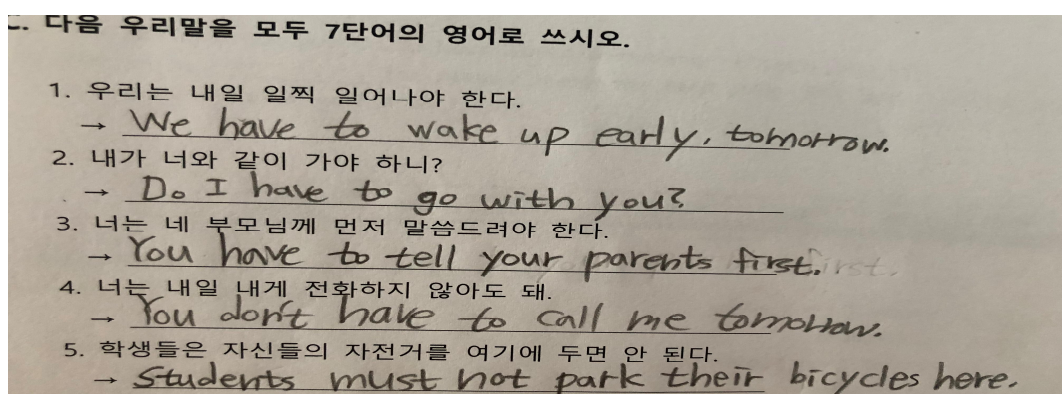 C. 다음 우리말을 모두 7단어의 영어로 쓰시오.
1. 우리는 내일 일찍 일어나야 한다.
→ We have to wake up early, tomorrow.
2. 내가 너와 같이 가야 하니?
→ Do I have to go with you?
3. 너는 네 부모님께 먼저 말씀드려야 한다.
→ You have to tell your parents first.
4. 너는 내일 내게 전화하지 않아도 돼.
→ You don't have to call me tomorrow.
5. 학생들은 자신들의 자전거를 여기에 두면 안 된다.
→ Students must not park their bicycles here.